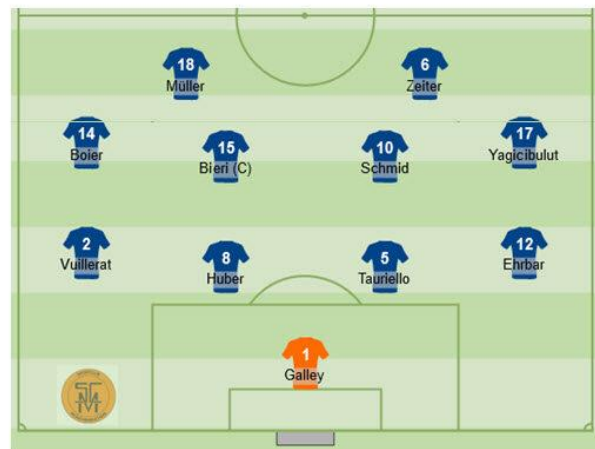 18
Müller
6
Zeiter
14
Boier
15
Bieri (C)
10
Schmid
17
Yagicibulut
2
Vuillerat
8
Huber
5
Tauriello
12
Ehrbar
1
Galley